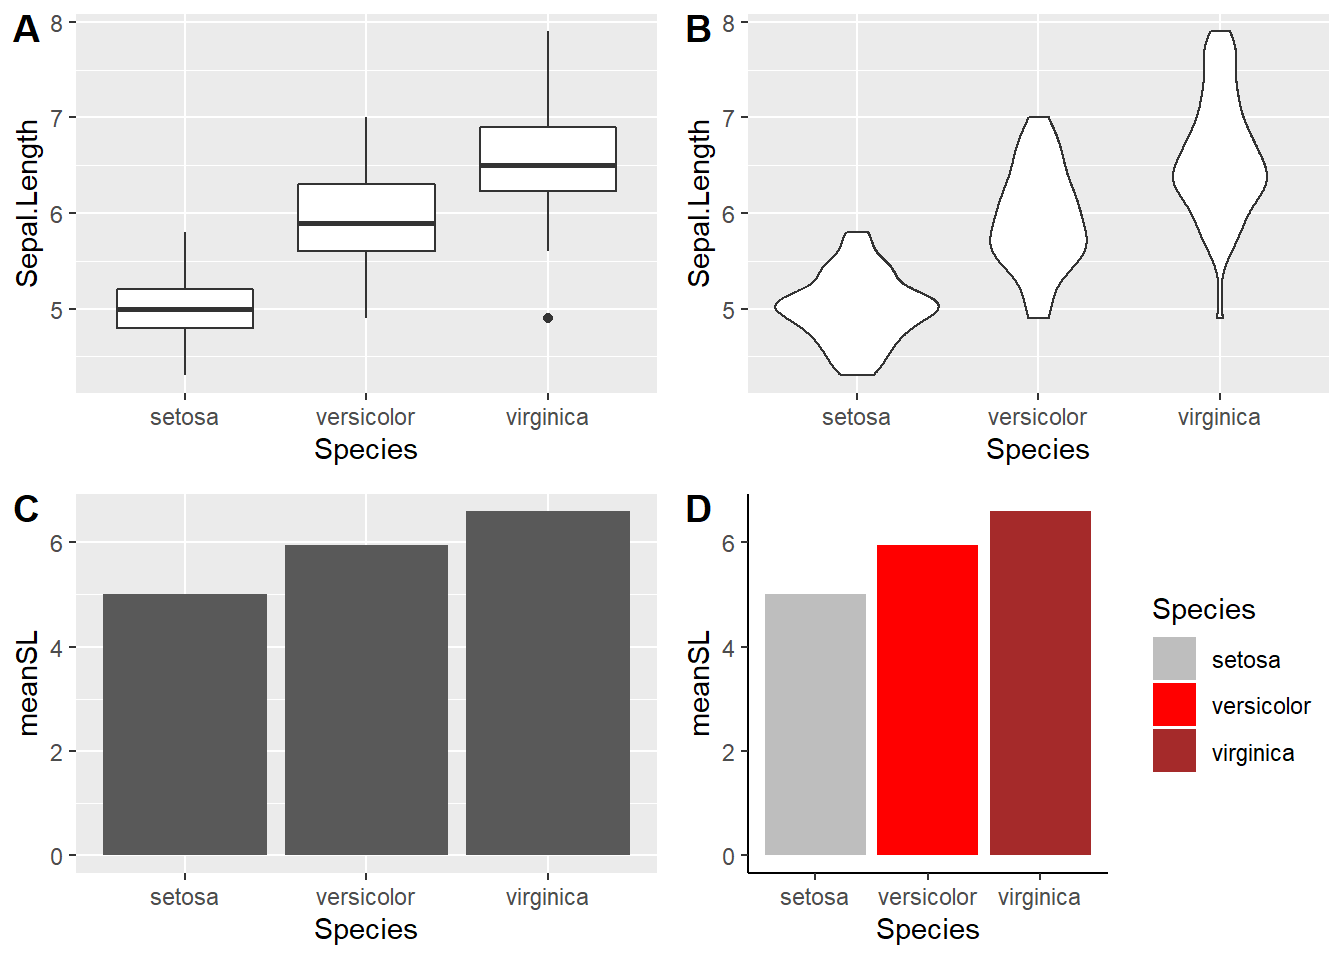 A
8
7
6
5
Sepal.Length
setosa versicolor virginica
Species
B
8
7
6
5
Sepal.Length
setosa versicolor virginica
Species
C
6
4
2
0
meanSL
setosa versicolor virginica
Species
D
6
4
2
0
meanSL
setosa versicolor virginica
Species
Species
setosa
versicolor
virginica